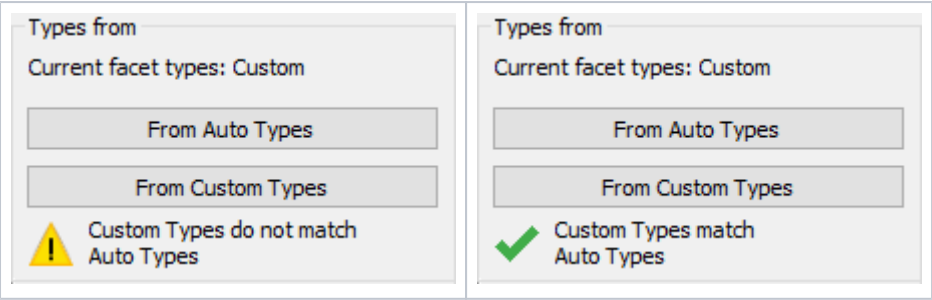 Types from
Current facet types: Custom
From Auto Types
From Custom Types
Custom Types do not match
Auto Types
Types from
Current facet types: Custom
From Auto Types
From Custom Types
Custom Types match
Auto Types